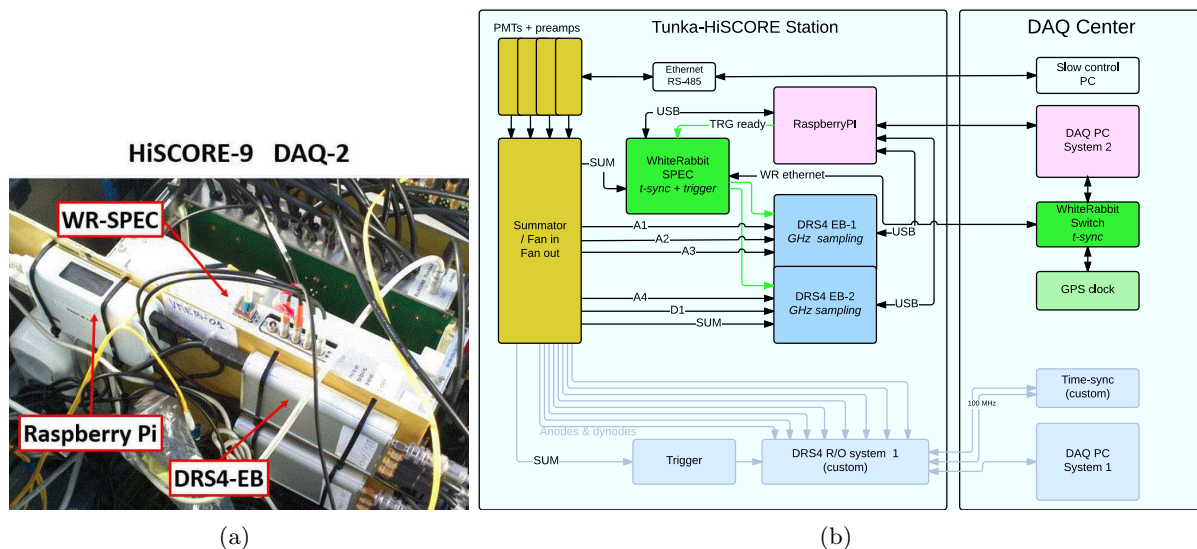 HiSCORE-9 DAQ-2
WR-SPEC
Raspberry Pi
DRS4-EB
(a)
Tunka-HiSCORE Station
PMTs + preamps
Ethernet
RS-485
USB
TRG ready
RaspberryPI
SUM
WhiteRabbit
SPEC
t-sync + trigger
WR ethernet
Summator
/ Fan in
Fan out
A1
A2
A3
DRS4 EB-1
GHz sampling
USB
A4
D1
SUM
DRS4 EB-2
GHz sampling
USB
Anodes & dynodes
SUM
Trigger
DRS4 R/O system 1
(custom)
DAQ Center
Slow control
PC
DAQ PC
System 2
WhiteRabbit
Switch
t-sync
GPS clock
Time-sync
(custom)
100 MHz
DAQ PC
System 1
(b)